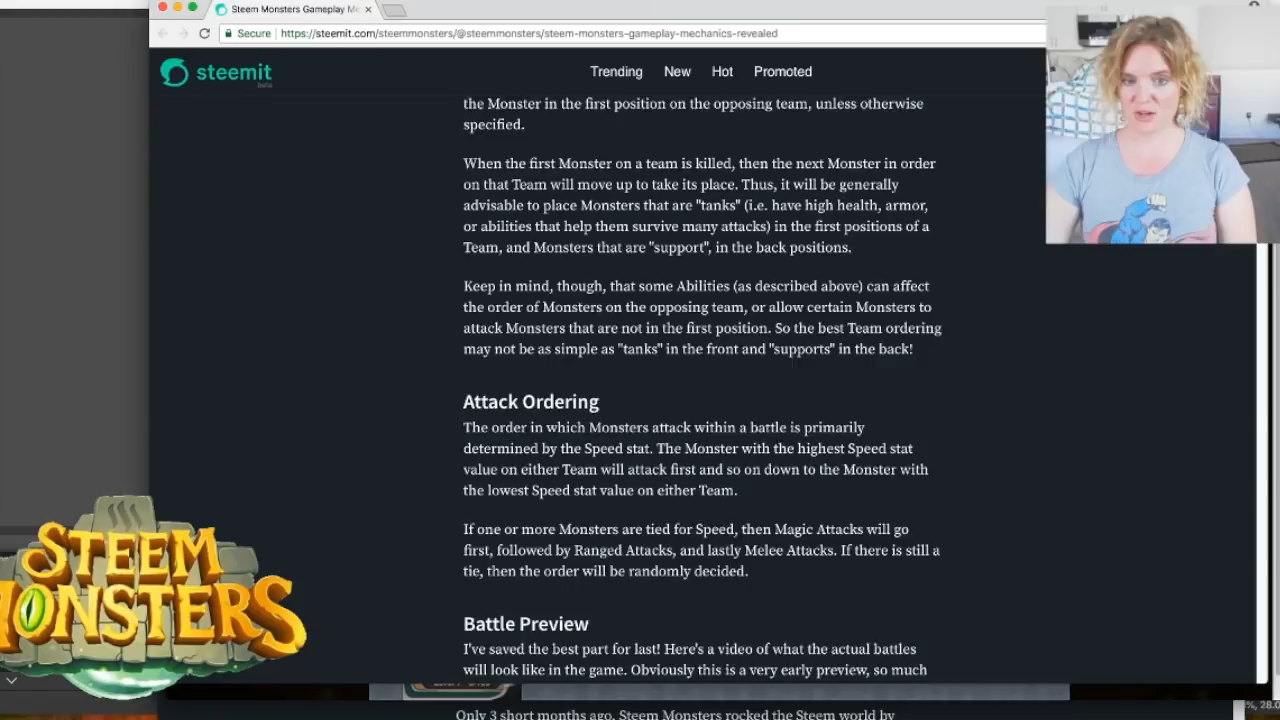 Steem Monsters Gameplay Me
Secure
https://steemit.com/steemmonsters/@steemmonsters/steem-monsters-gameplay-mechanics-revealed
steemit
beta
Trending New Hot Promoted
the Monster in the first position on the opposing team, unless otherwise
specified.
When the first Monster on a team is killed, then the next Monster in order
on that Team will move up to take its place. Thus, it will be generally
advisable to place Monsters that are "tanks" (i.e. have high health, armor,
or abilities that help them survive many attacks) in the first positions of a
Team, and Monsters that are "support", in the back positions.
Keep in mind, though, that some Abilities (as described above) can affect
the order of Monsters on the opposing team, or allow certain Monsters to
attack Monsters that are not in the first position. So the best Team ordering
may not be as simple as "tanks" in the front and "supports" in the back!
Attack Ordering
The order in which Monsters attack within a battle is primarily
determined by the Speed stat. The Monster with the highest Speed stat
value on either Team will attack first and so on down to the Monster with
the lowest Speed stat value on either Team.
If one or more Monsters are tied for Speed, then Magic Attacks will go
first, followed by Ranged Attacks, and lastly Melee Attacks. If there is still a
tie, then the order will be randomly decided.
Battle Preview
I've saved the best part for last! Here's a video of what the actual battles
will look like in the game. Obviously this is a very early preview, so much
Only 3 short months ago, Steem Monsters rocked the Steem world by
%, 28.0
STEEM
MONSTERS